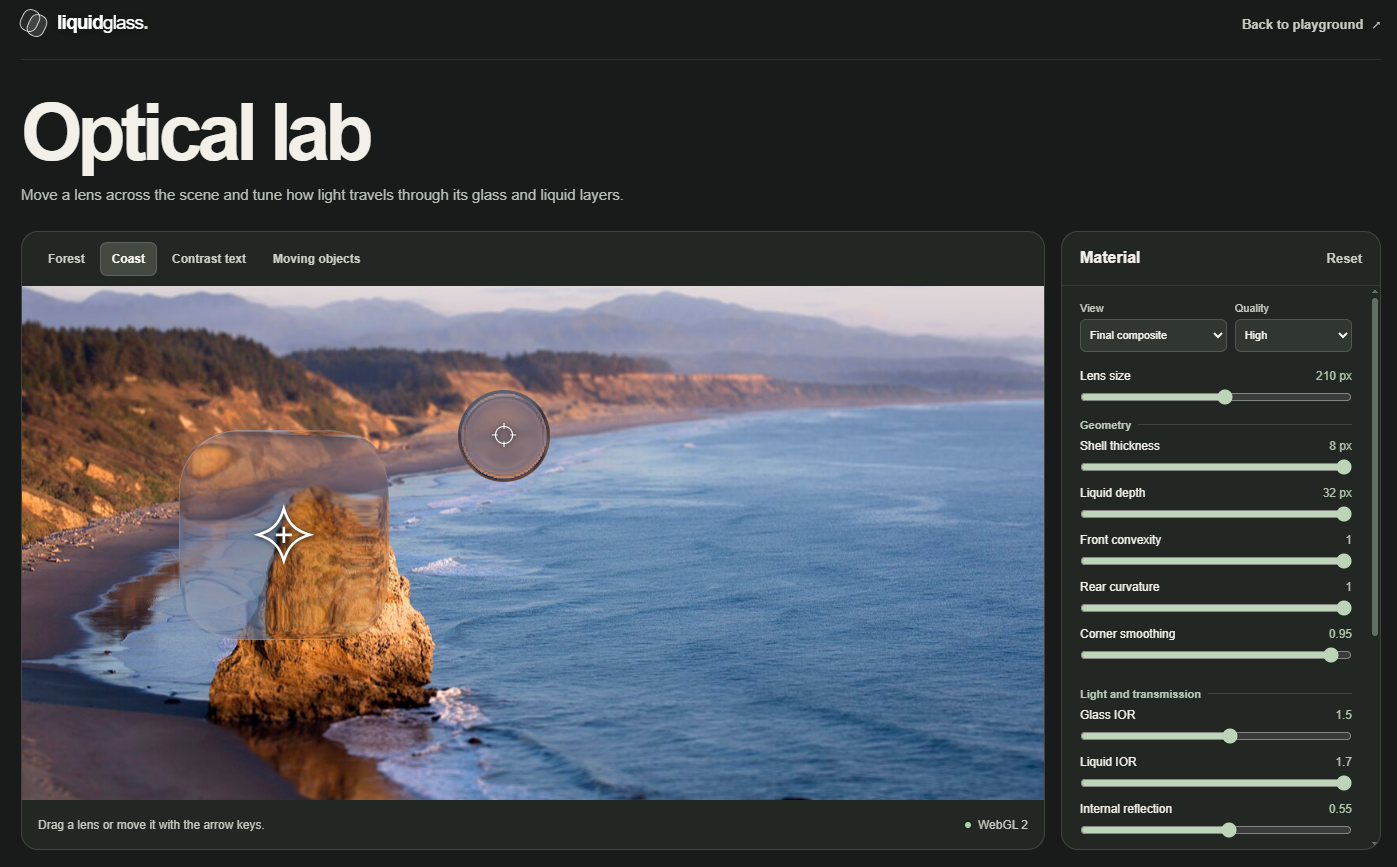 liquidglass.
Back to playground ↗
Optical lab
Move a lens across the scene and tune how light travels through its glass and liquid layers.
Forest Coast Contrast text Moving objects
Material Reset
View Quality
Final composite High
Lens size 210 px
Geometry
Shell thickness 8 px
Liquid depth 32 px
Front convexity 1
Rear curvature 1
Corner smoothing 0.95
Light and transmission
Glass IOR 1.5
Liquid IOR 1.7
Internal reflection 0.55
Drag a lens or move it with the arrow keys.
WebGL 2